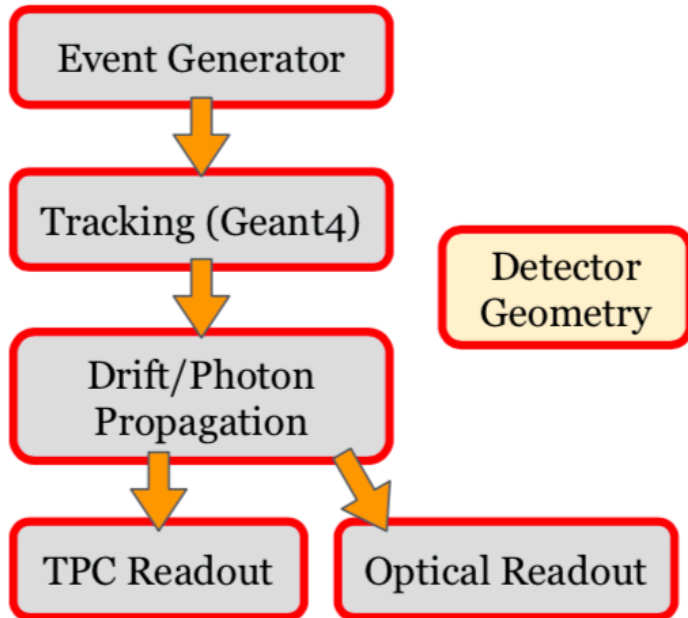 Event Generator
Tracking (Geant4)
Detector
Geometry
Drift/Photon
Propagation
TPC Readout
Optical Readout